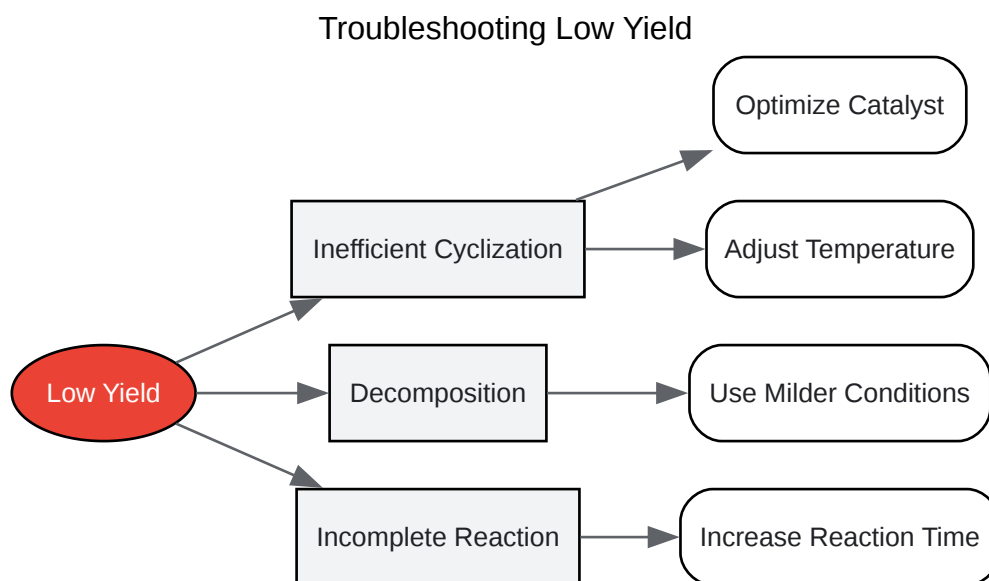 Troubleshooting Low Yield
Optimize Catalyst
Inefficient Cyclization
Adjust Temperature
Low Yield
Decomposition
Use Milder Conditions
Incomplete Reaction
Increase Reaction Time